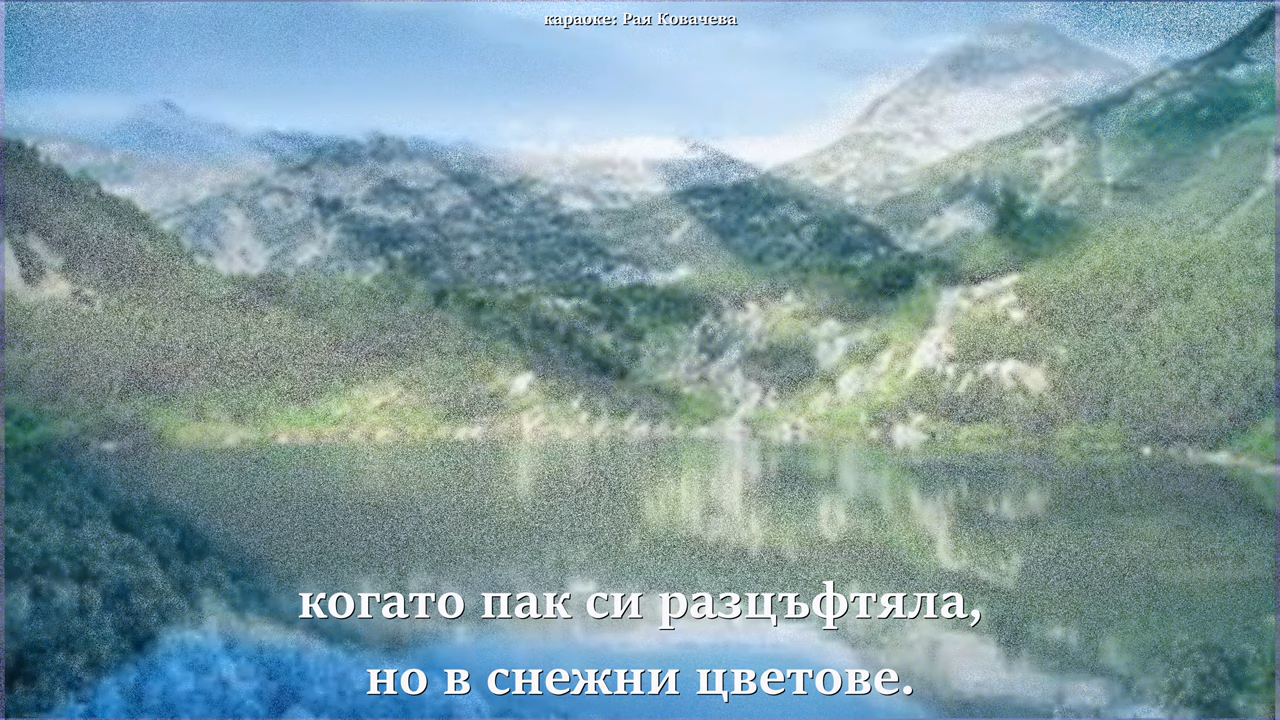 караоке: Рая Ковачева
когато пак си разцъфтяла,
но в снежни цветове.